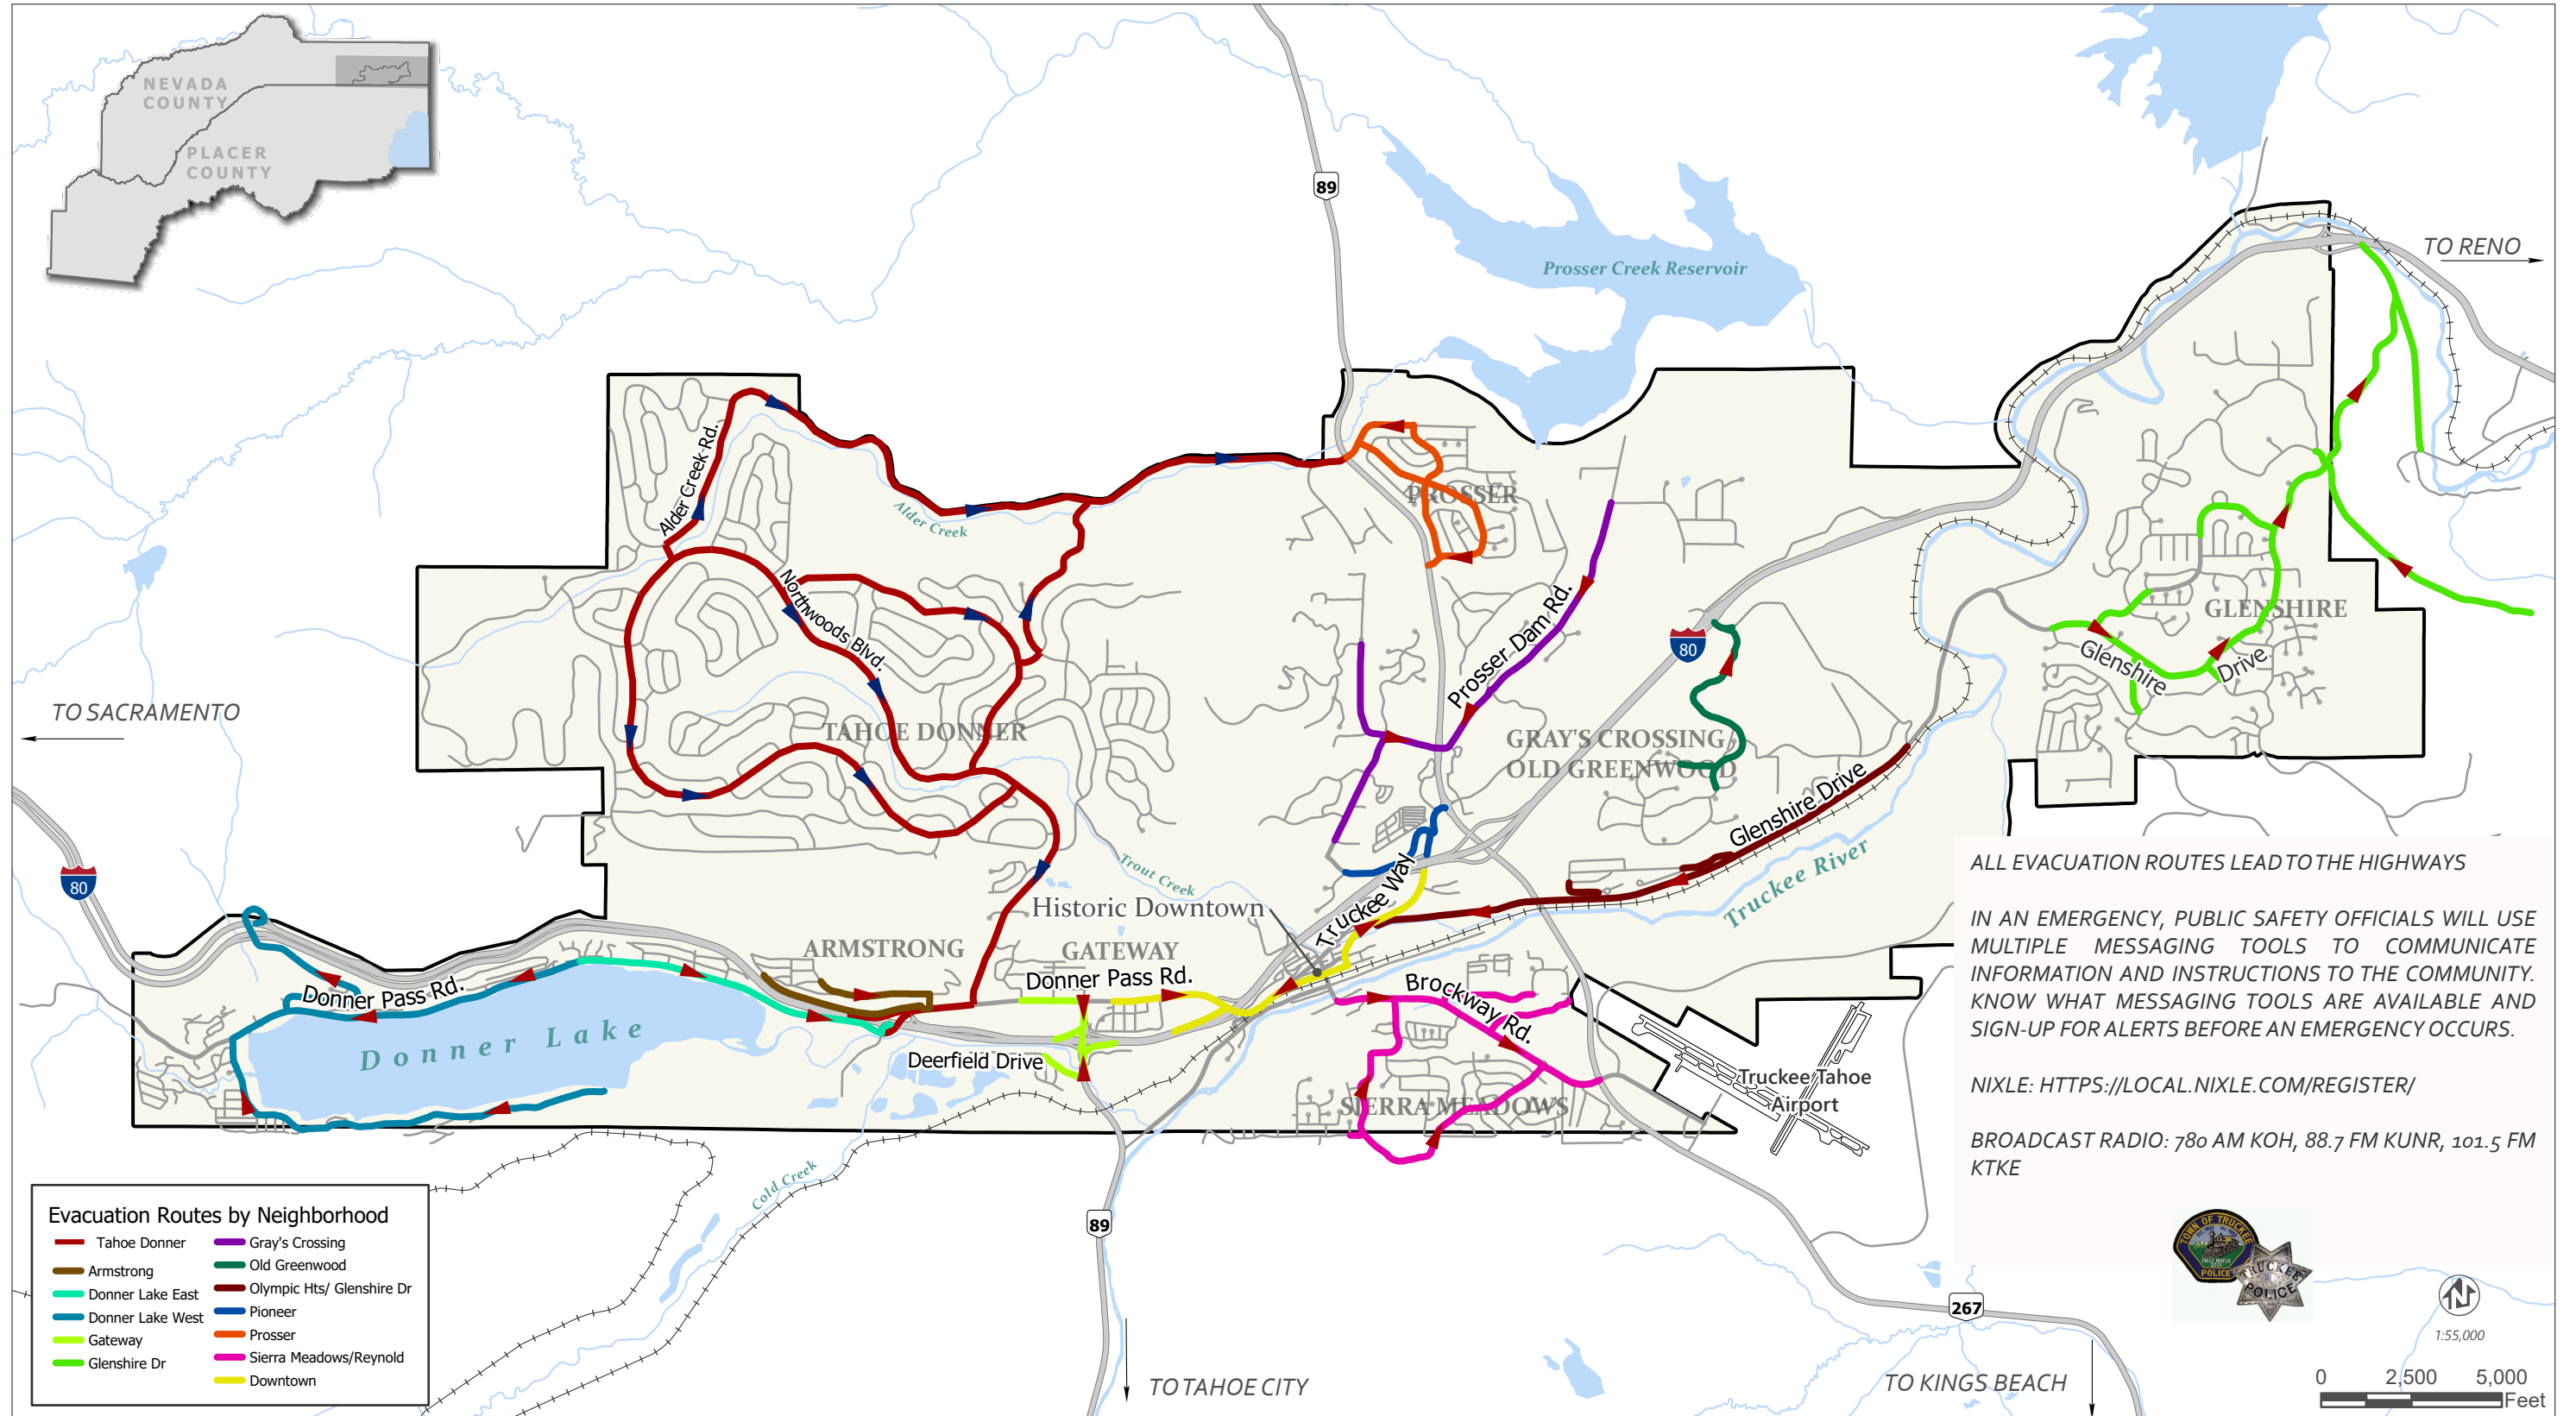 NEVADA
COUNTY
PLACER
COUNTY
89
Prosser Creek Reservoir
TO RENO
Alder Creek Rd.
Alder Creek
PROSSER
Northwoods Blvd.
Prosser Dam Rd.
80
GLENSHIRE
Glenshire
Drive
TO SACRAMENTO
TAHOE DONNER
GRAY'S CROSSING
OLD GREENWOOD
Glenshire Drive
80
Trout Creek
Truckee Way
Truckee River
Historic Downtown
ARMSTRONG
GATEWAY
Donner Pass Rd.
Donner Pass Rd.
Brockway Rd.
Donner Lake
Deerfield Drive
SIERRA MEADOWS
Truckee Tahoe
Airport
Cold Creek
89
267
TO TAHOE CITY
TO KINGS BEACH
ALL EVACUATION ROUTES LEAD TO THE HIGHWAYS
IN AN EMERGENCY, PUBLIC SAFETY OFFICIALS WILL USE
MULTIPLE MESSAGING TOOLS TO COMMUNICATE
INFORMATION AND INSTRUCTIONS TO THE COMMUNITY.
KNOW WHAT MESSAGING TOOLS ARE AVAILABLE AND
SIGN-UP FOR ALERTS BEFORE AN EMERGENCY OCCURS.
NIXLE: HTTPS://LOCAL.NIXLE.COM/REGISTER/
BROADCAST RADIO: 780 AM KOH, 88.7 FM KUNR, 101.5 FM
KTKE
TOWN OF TRUCKEE
POLICE
TRUCKEE
POLICE
N
1:55,000
0 2,500 5,000
Feet
Evacuation Routes by Neighborhood
Tahoe Donner
Armstrong
Donner Lake East
Donner Lake West
Gateway
Glenshire Dr
Gray's Crossing
Old Greenwood
Olympic Hts/ Glenshire Dr
Pioneer
Prosser
Sierra Meadows/Reynold
Downtown